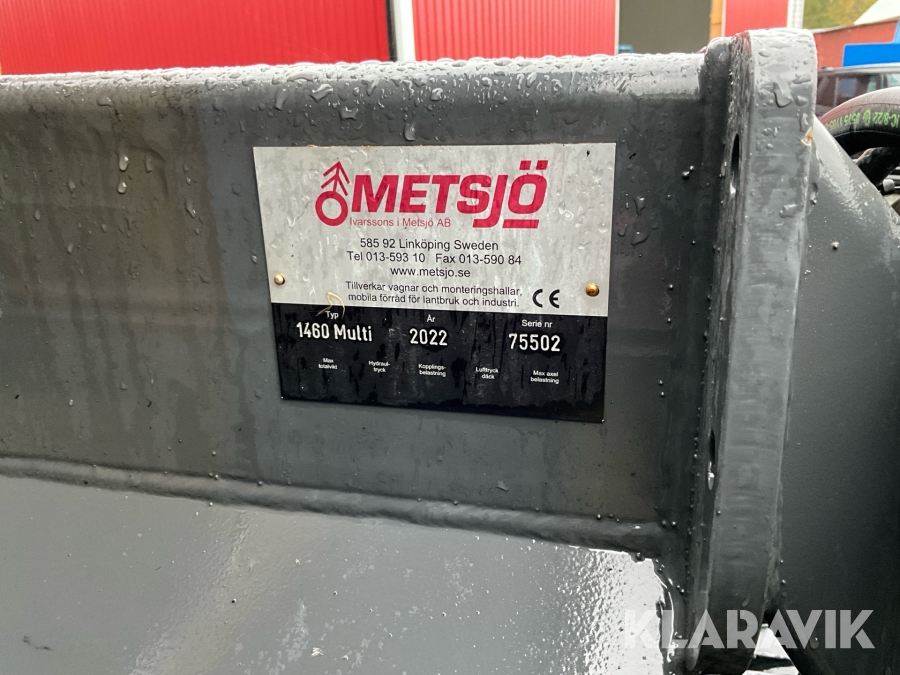 METSJÖ
Ivarssons i Metsjö AB
585 92 Linköping Sweden
Tel 013-593 10 Fax 013-590 84
www.metsjo.se
Tillverkar vagnar och monteringshallar,
mobila förråd för lantbruk och industri. CE
Typ År Serie nr
1460 Multi 2022 75502
Max totalvikt
Hydraul-tryck
Kopplings-belastning
Lufttryck däck
Max axel belastning
KLARAVIK